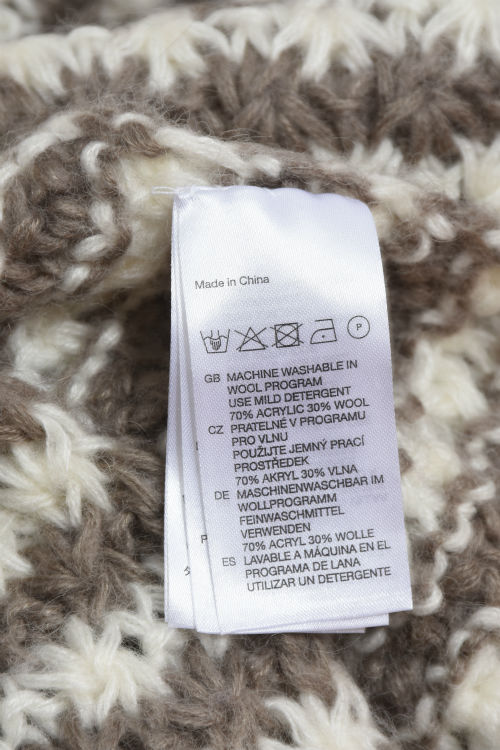 Made in China
P
GB MACHINE WASHABLE IN
WOOL PROGRAM
USE MILD DETERGENT
70% ACRYLIC 30% WOOL
CZ PRATELNÉ V PROGRAMU
PRO VLNU
POUŽIJTE JEMNÝ PRACÍ
PROSTŘEDEK
70% AKRYL 30% VLNA
DE MASCHINENWASCHBAR IM
WOLLPROGRAMM
FEINWASCHMITTEL
VERWENDEN
70% ACRYL 30% WOLLE
ES LAVABLE A MÁQUINA EN EL
PROGRAMA DE LANA
UTILIZAR UN DETERGENTE